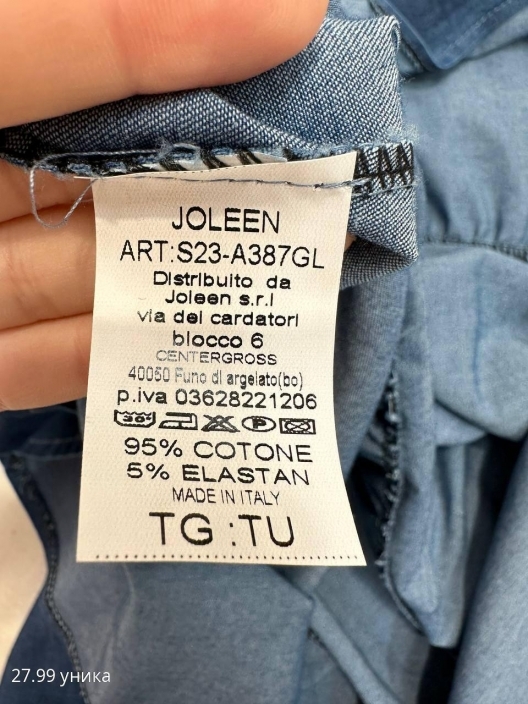 JOLEEN
ART:S23-A387GL
Distribuito da
Joleen s.r.l
via dei cardatori
blocco 6
CENTERGROSS
40050 Funo di argelato(bo)
p.iva 03628221206
P
95% COTONE
5% ELASTAN
MADE IN ITALY
TG :TU
27.99 уника